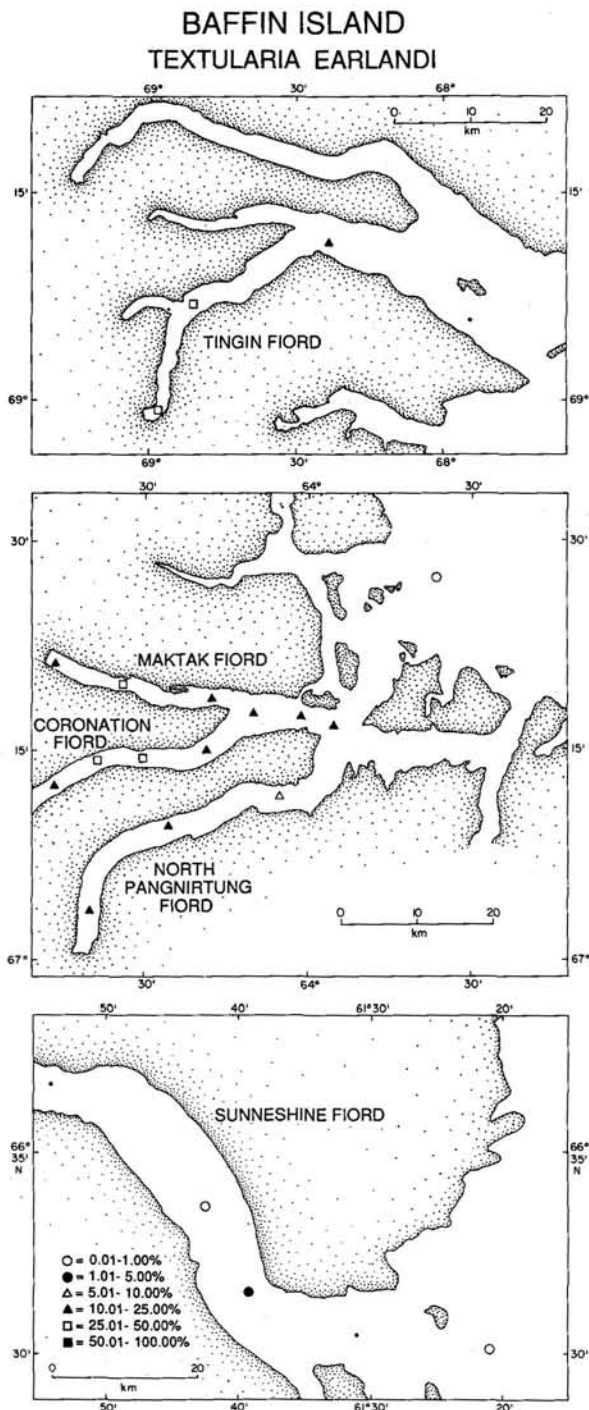 BAFFIN ISLAND
TEXTULARIA EARLANDI
69° 30' 68°
0 10 20
km
15' 15'
TINGIN FIORD
69° 69°
69° 30' 68°
30' 64° 30'
30' 30'
MAKTAK FIORD
CORONATION
FIORD
15' 15'
NORTH
PANGNIRTUNG
FIORD
0 10 20
km
67° 67°
30' 64° 30'
50' 40' 61°30' 20'
SUNNESHINE FIORD
66° 66°
35' 35'
N N
○ = 0.01-1.00%
● = 1.01- 5.00%
△ = 5.01- 10.00%
▲ = 10.01- 25.00%
□ = 25.01- 50.00%
■ = 50.01- 100.00%
30' 30'
0 20
km
50' 40' 61°30' 20'